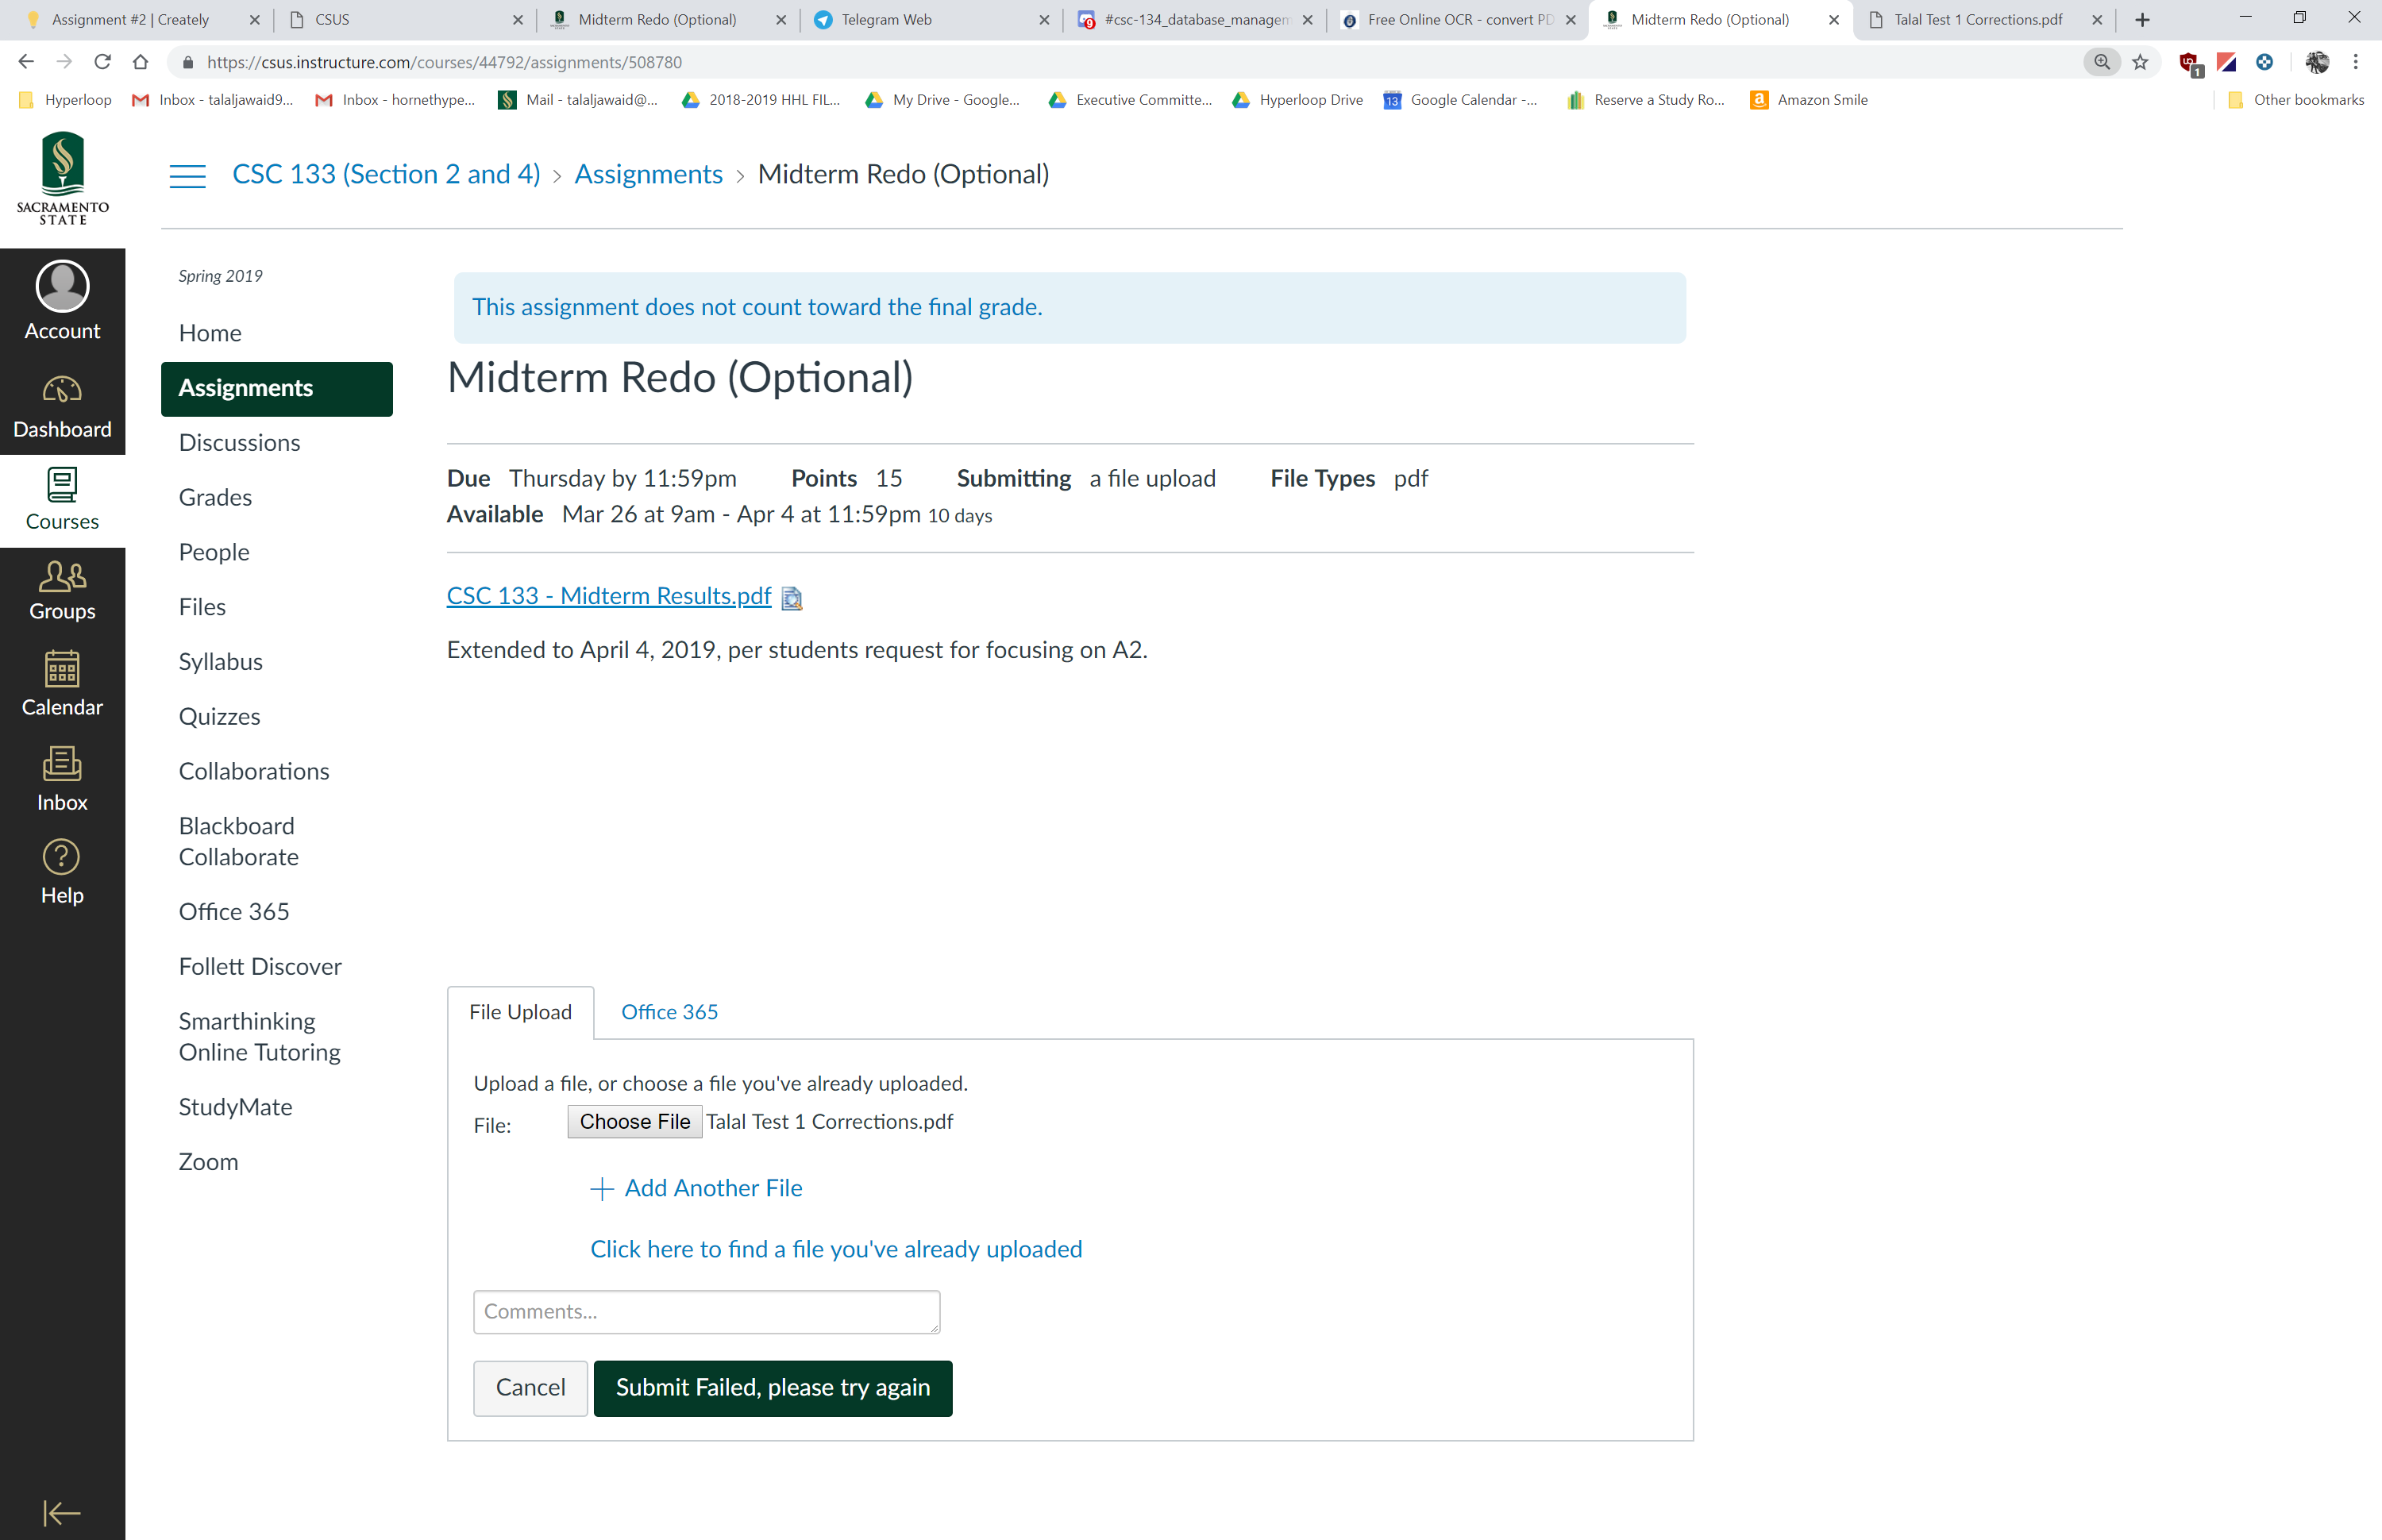 Assignment #2 | Creately
CSUS
Midterm Redo (Optional)
Telegram Web
#csc-134_database_managem
Free Online OCR - convert PD
Midterm Redo (Optional)
Talal Test 1 Corrections.pdf
https://csus.instructure.com/courses/44792/assignments/508780
1
Hyperloop
Inbox - talaljawaid9...
Inbox - hornethype...
Mail - talaljawaid@...
2018-2019 HHL FIL...
My Drive - Google...
Executive Committe...
Hyperloop Drive
13
Google Calendar -...
Reserve a Study Ro...
Amazon Smile
Other bookmarks
SACRAMENTO
STATE
CSC 133 (Section 2 and 4) › Assignments › Midterm Redo (Optional)
Account
Dashboard
Courses
Groups
Calendar
Inbox
Help
Spring 2019
Home
Assignments
Discussions
Grades
People
Files
Syllabus
Quizzes
Collaborations
Blackboard
Collaborate
Office 365
Follett Discover
Smarthinking
Online Tutoring
StudyMate
Zoom
This assignment does not count toward the final grade.
Midterm Redo (Optional)
Due Thursday by 11:59pm Points 15 Submitting a file upload File Types pdf
Available Mar 26 at 9am - Apr 4 at 11:59pm 10 days
CSC 133 - Midterm Results.pdf
Extended to April 4, 2019, per students request for focusing on A2.
File Upload
Office 365
Upload a file, or choose a file you've already uploaded.
File: Choose File Talal Test 1 Corrections.pdf
+ Add Another File
Click here to find a file you've already uploaded
Comments...
Cancel
Submit Failed, please try again